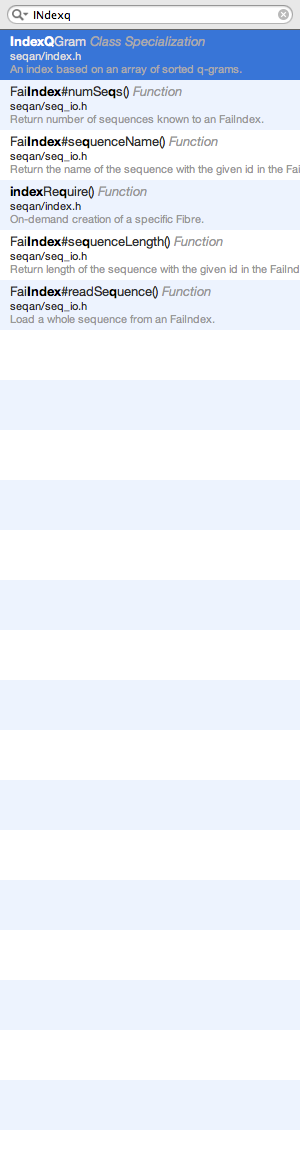 INdexq
IndexQGram Class Specialization
seqan/index.h
An index based on an array of sorted q-grams.
FaiIndex#numSeqs() Function
seqan/seq_io.h
Return number of sequences known to an FaiIndex.
FaiIndex#sequenceName() Function
seqan/seq_io.h
Return the name of the sequence with the given id in the Fai
indexRequire() Function
seqan/index.h
On-demand creation of a specific Fibre.
FaiIndex#sequenceLength() Function
seqan/seq_io.h
Return length of the sequence with the given id in the FaiInd
FaiIndex#readSequence() Function
seqan/seq_io.h
Load a whole sequence from an FaiIndex.